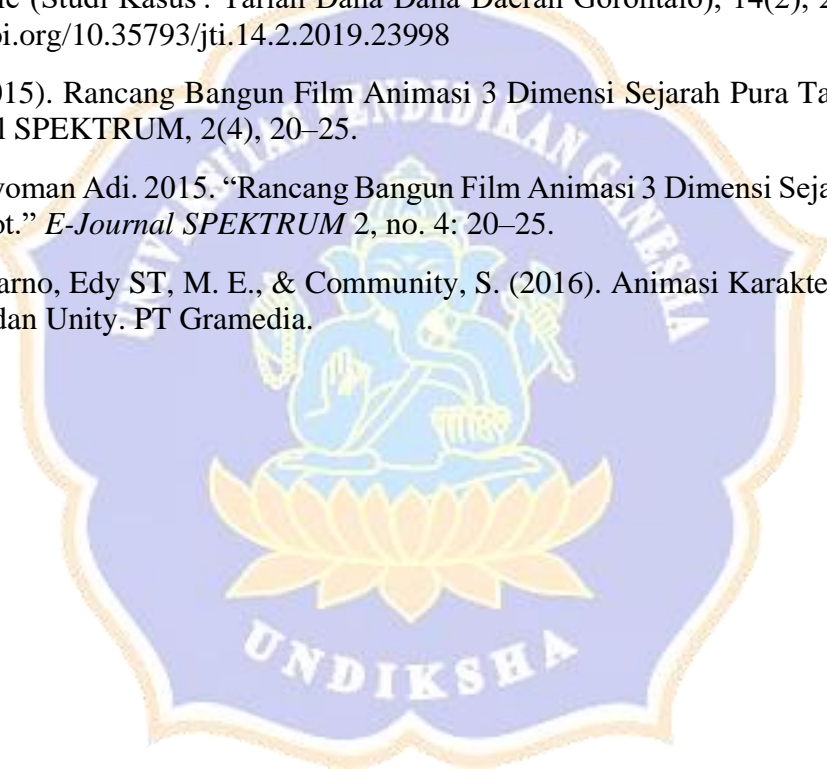 (Studi Kasus : Tarian Dana Dana Daerah Gorontalo), 14(2),
oi.org/10.35793/jti.14.2.2019.23998
015). Rancang Bangun Film Animasi 3 Dimensi Sejarah Pura Ta
l SPEKTRUM, 2(4), 20–25.
yoman Adi. 2015. “Rancang Bangun Film Animasi 3 Dimensi Seja
ot.” E-Journal SPEKTRUM 2, no. 4: 20–25.
arno, Edy ST, M. E., & Community, S. (2016). Animasi Karakte
dan Unity. PT Gramedia.
UNIVERSITAS PENDIDIKAN GANESHA
UNDIKSHA